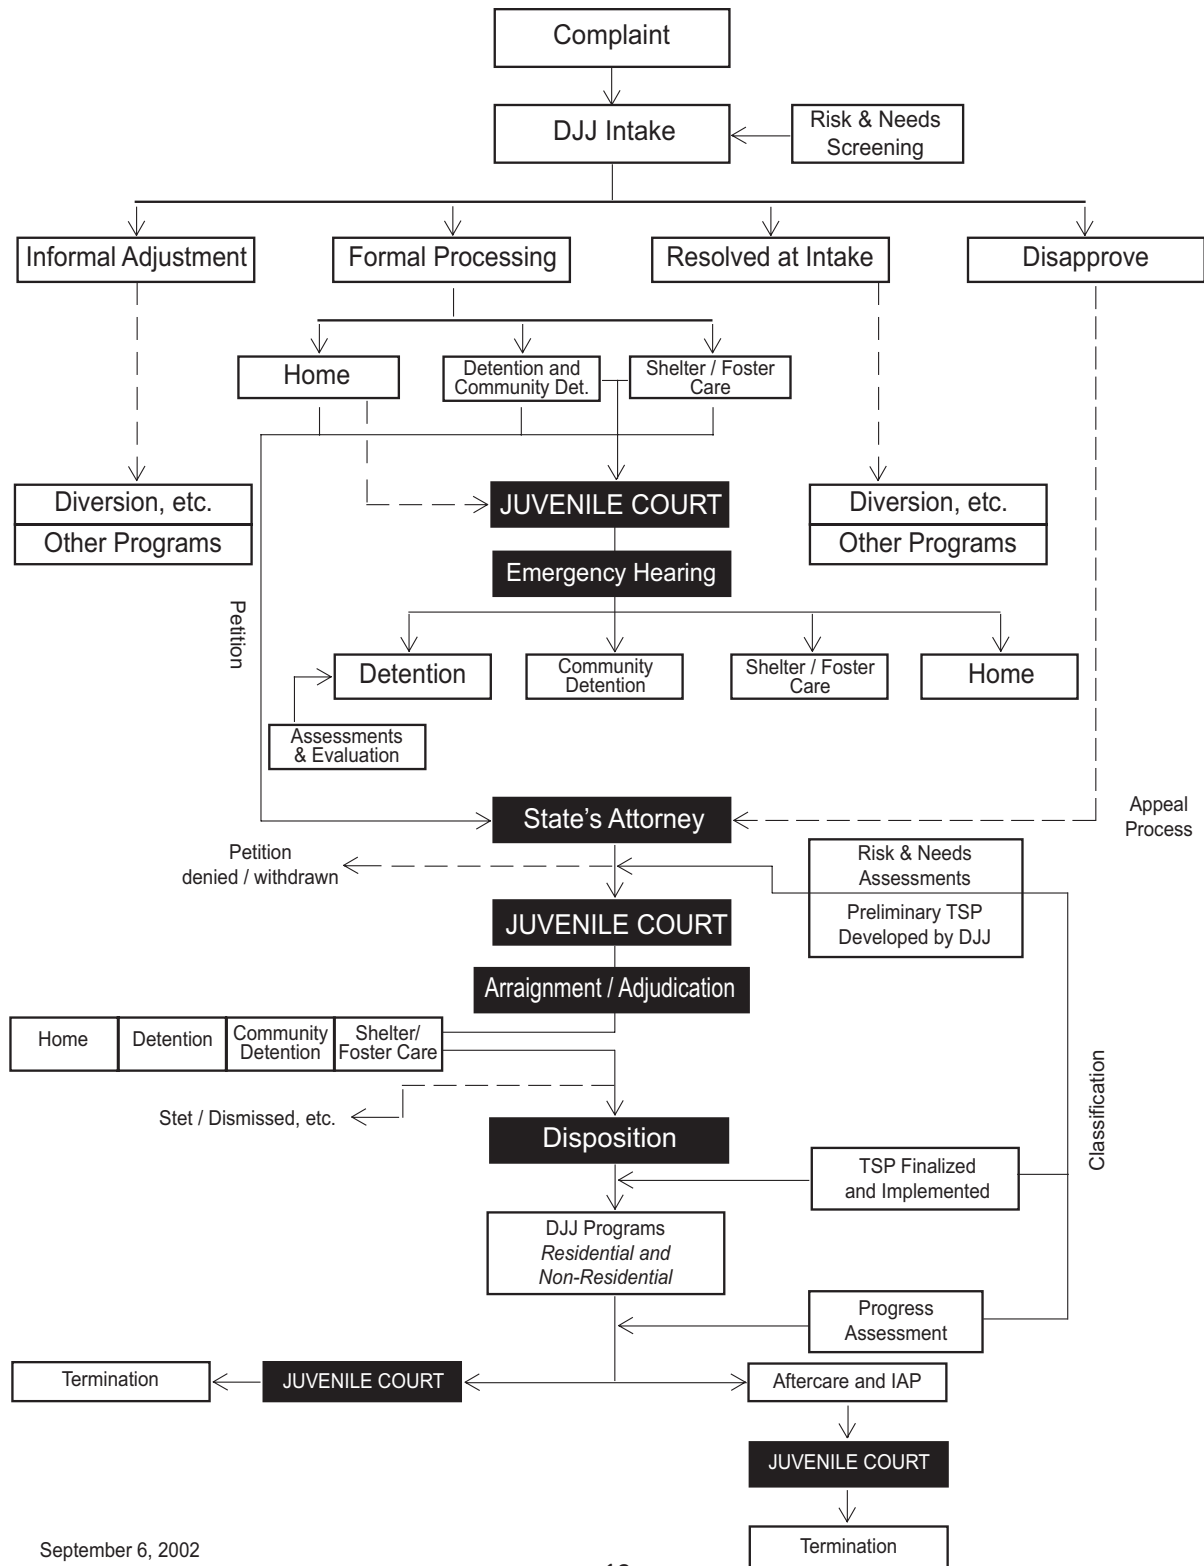 Complaint
DJJ Intake
Risk & Needs
Screening
Informal Adjustment
Formal Processing
Resolved at Intake
Disapprove
Home
Detention and
Community Det.
Shelter / Foster
Care
Diversion, etc.
Other Programs
JUVENILE COURT
Diversion, etc.
Other Programs
Emergency Hearing
Petition
Detention
Community
Detention
Shelter / Foster
Care
Home
Assessments
& Evaluation
State's Attorney
Appeal
Process
Petition
denied / withdrawn
Risk & Needs
Assessments
Preliminary TSP
Developed by DJJ
JUVENILE COURT
Arraignment / Adjudication
Home
Detention
Community
Detention
Shelter/
Foster Care
Classification
Stet / Dismissed, etc.
Disposition
TSP Finalized
and Implemented
DJJ Programs
Residential and
Non-Residential
Progress
Assessment
Termination
JUVENILE COURT
Aftercare and IAP
JUVENILE COURT
Termination
September 6, 2002